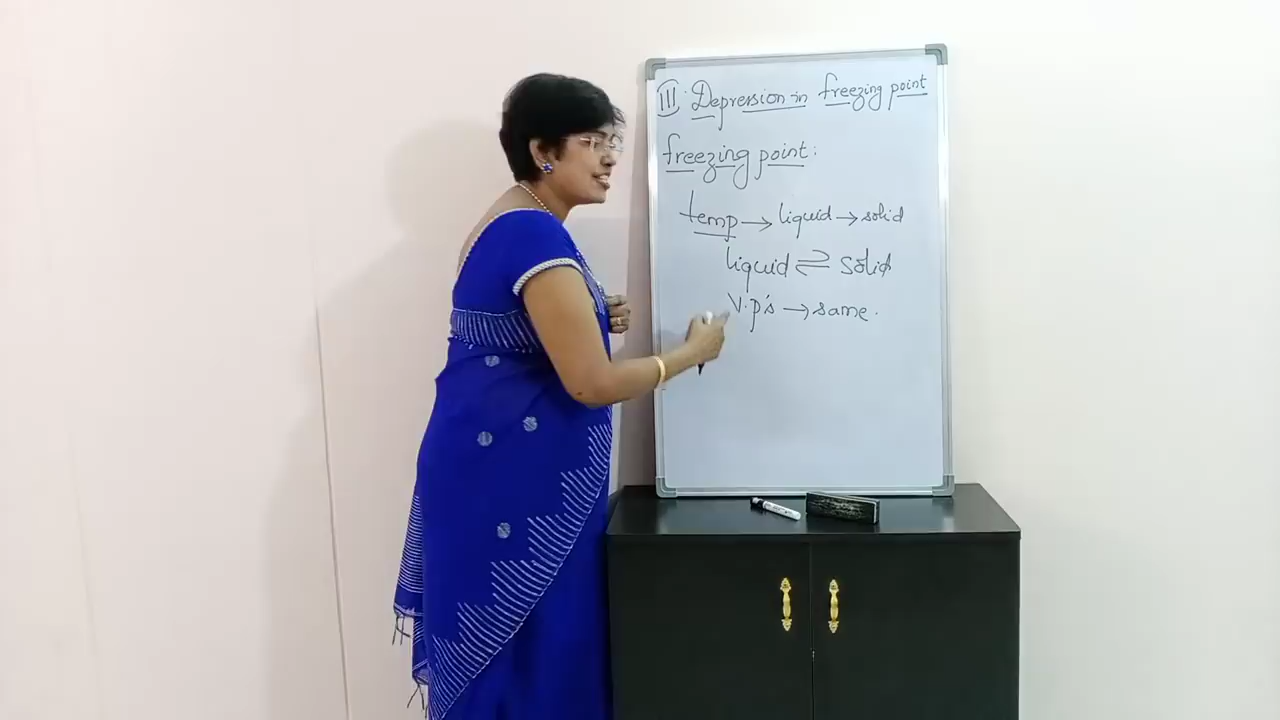 III. Depression in freezing point
freezing point:
temp → liquid → solid
liquid ⇌ solid
V.p's → same.